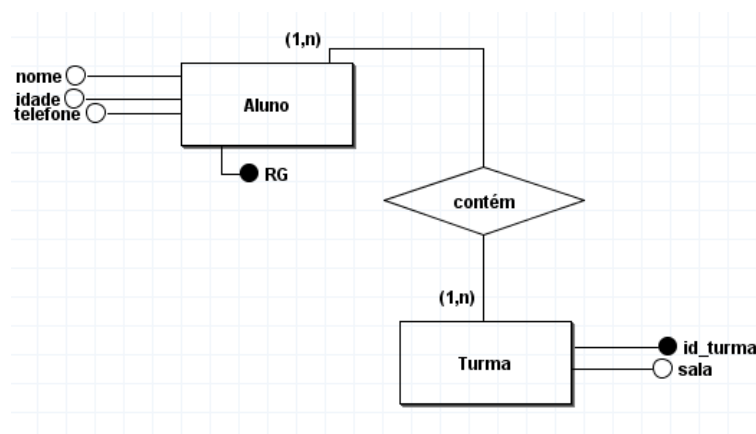 (1,n)
nome
idade
telefone
Aluno
RG
contém
(1,n)
Turma
id_turma
sala